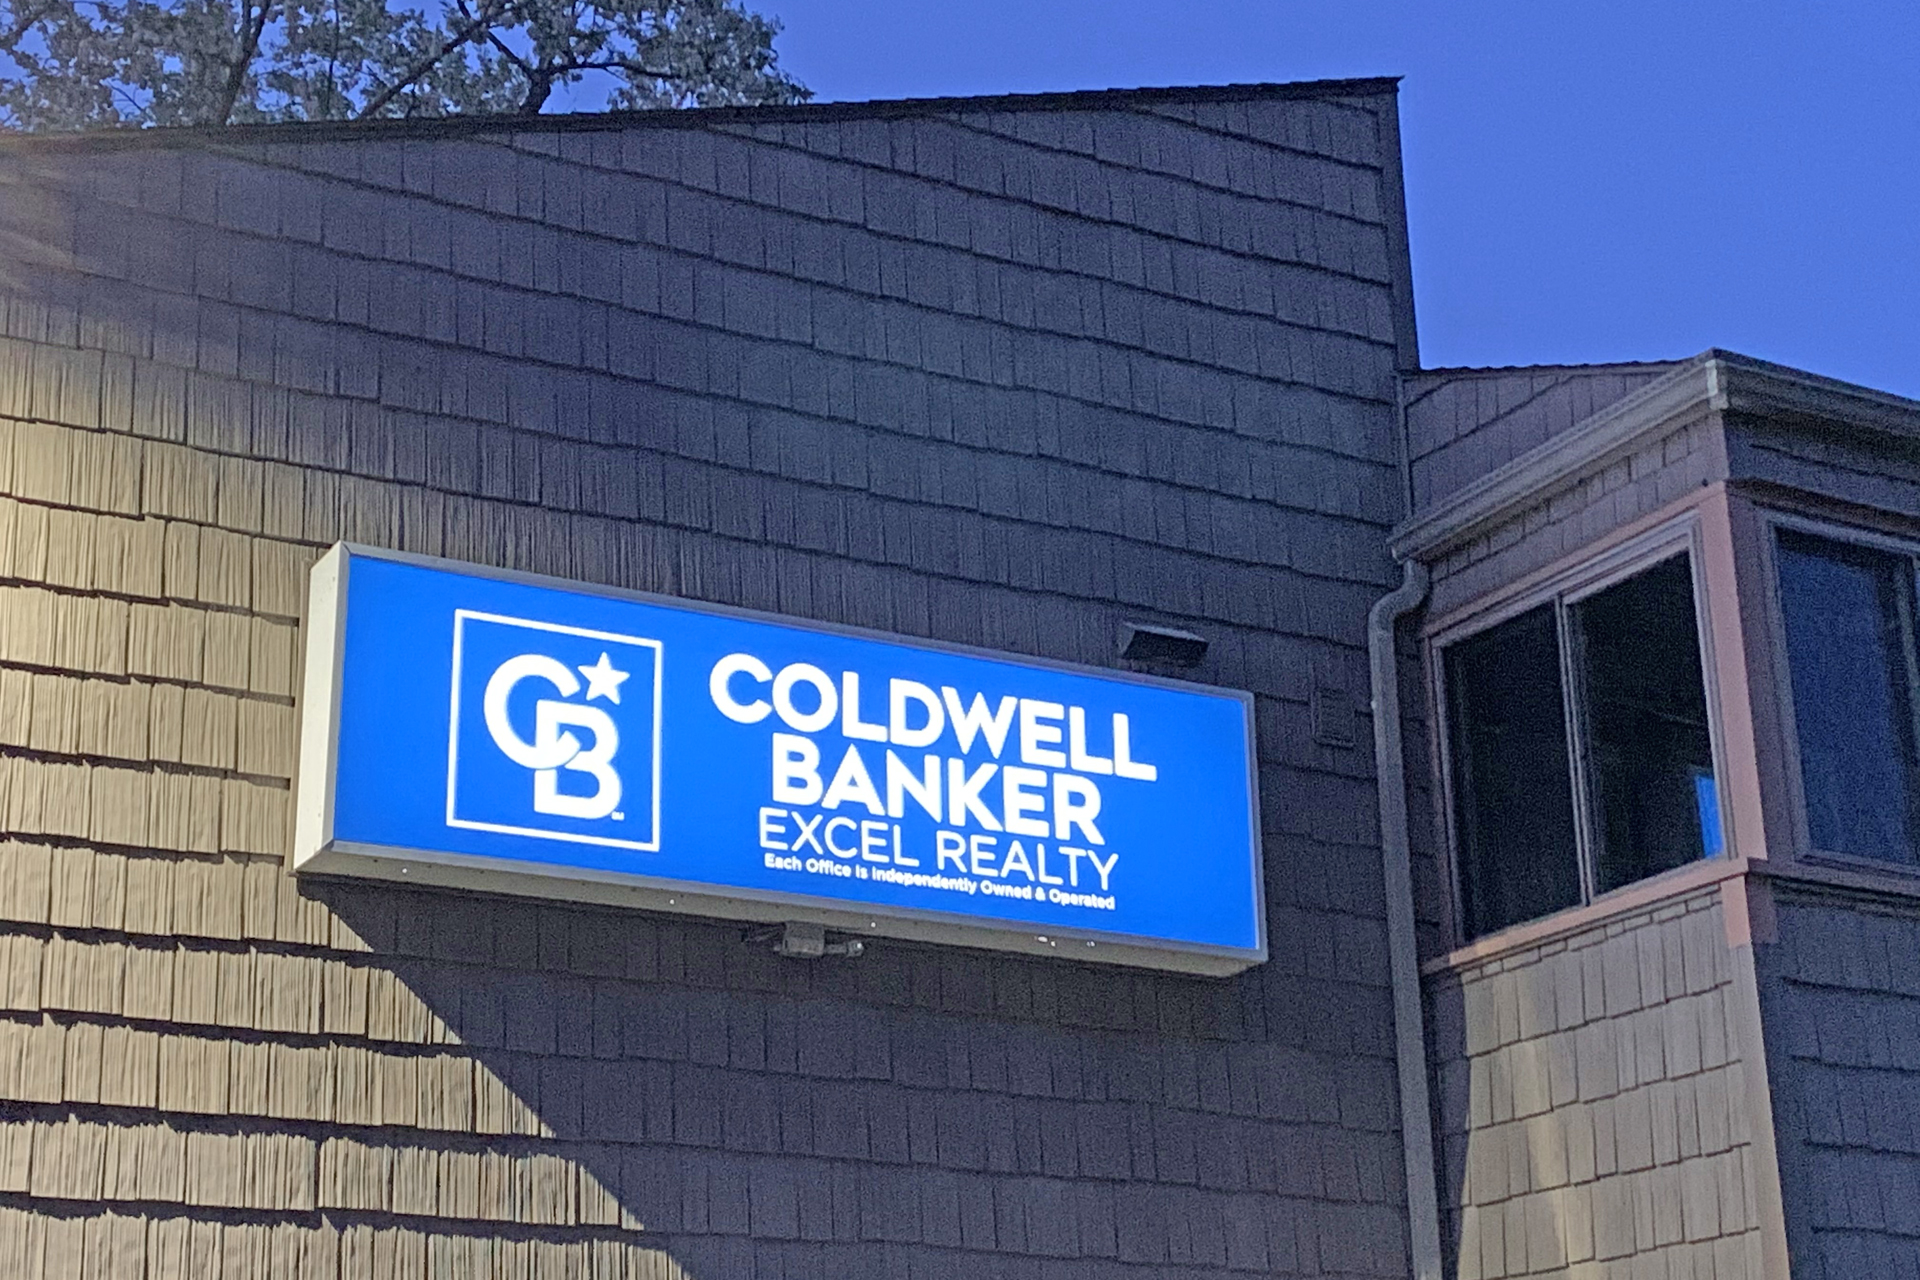 CB
COLDWELL
BANKER
EXCEL REALTY
Each Office is Independently Owned & Operated